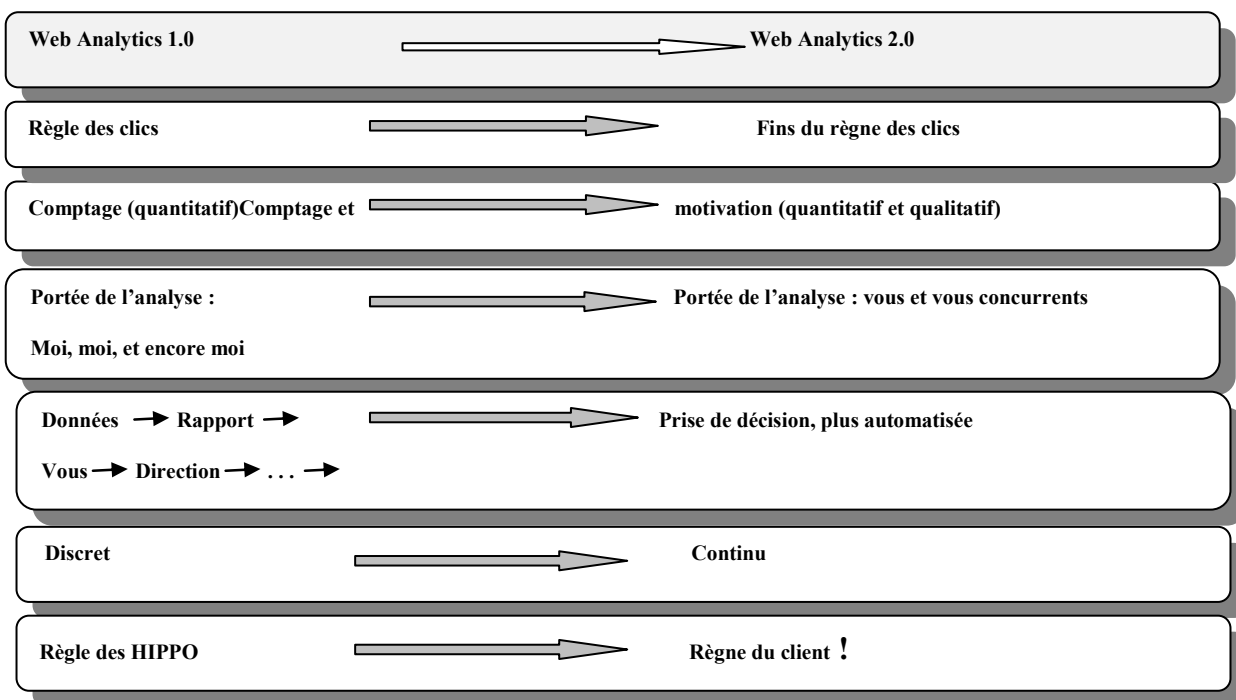 Web Analytics 1.0 Web Analytics 2.0
Règle des clics Fins du règne des clics
Comptage (quantitatif)Comptage et motivation (quantitatif et qualitatif)
Portée de l’analyse : Portée de l’analyse : vous et vous concurrents
Moi, moi, et encore moi
Données Rapport Prise de décision, plus automatisée
Vous Direction . . .
Discret Continu
Règle des HIPPO Règne du client !